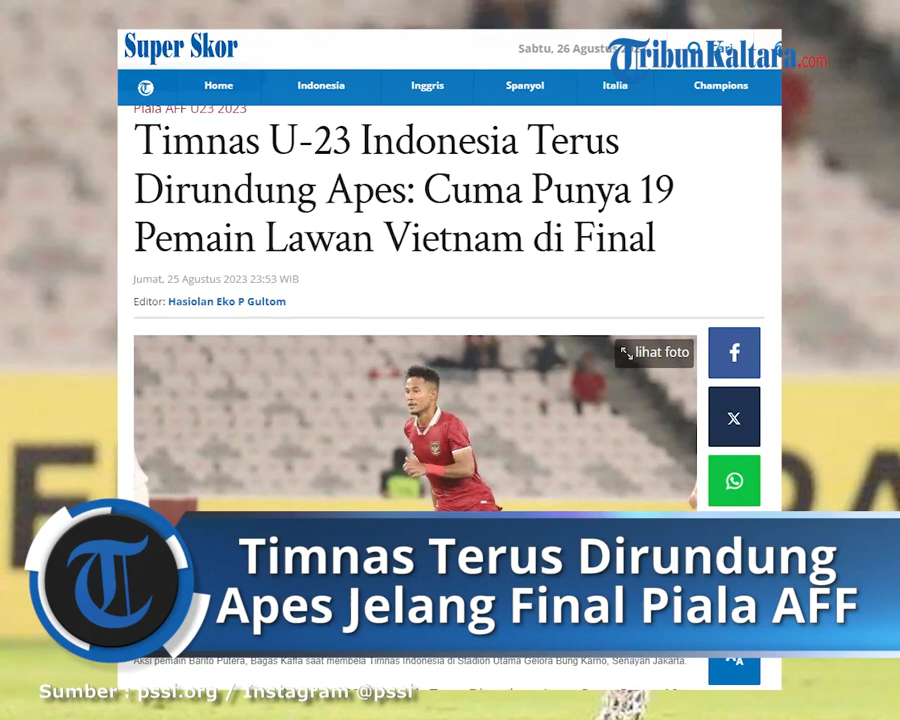 Super Skor
Sabtu, 26 Agustus
TribunKaltara.com
Home Indonesia Inggris Spanyol Italia Champions
Piala AFF U23 2023
Timnas U-23 Indonesia Terus
Dirundung Apes: Cuma Punya 19
Pemain Lawan Vietnam di Final
Jumat, 25 Agustus 2023 23:53 WIB
Editor: Hasiolan Eko P Gultom
lihat foto
Timnas Terus Dirundung
Apes Jelang Final Piala AFF
Aksi pemain Barito Putera, Bagas Kaffa saat membela Timnas Indonesia di Stadion Utama Gelora Bung Karno, Senayan Jakarta.
Sumber : pssi.org / Instagram @pssi